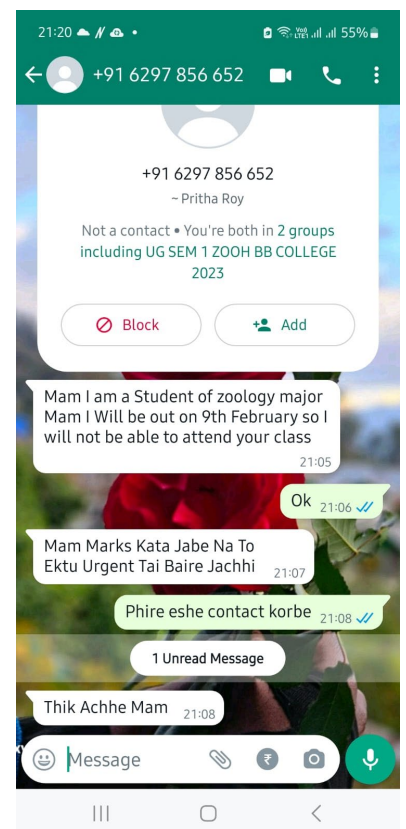 21:20
Vo)) LTE1 55%
+91 6297 856 652
+91 6297 856 652
~ Pritha Roy
Not a contact • You're both in 2 groups
including UG SEM 1 ZOOH BB COLLEGE
2023
Block
Add
Mam I am a Student of zoology major
Mam I Will be out on 9th February so I
will not be able to attend your class
21:05
Ok 21:06
Mam Marks Kata Jabe Na To
Ektu Urgent Tai Baire Jachhi 21:07
Phire eshe contact korbe 21:08
1 Unread Message
Thik Achhe Mam 21:08
Message